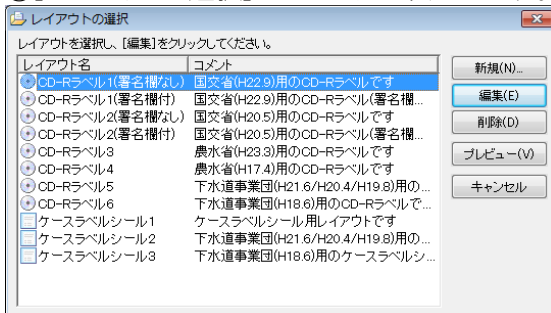 レイアウトの選択
レイアウトを選択し、[編集]をクリックしてください。
レイアウト名 コメント
CD-Rラベル1(署名欄なし) 国交省(H22.9)用のCD-Rラベルです
CD-Rラベル1(署名欄付) 国交省(H22.9)用のCD-Rラベル(署名欄...
CD-Rラベル2(署名欄なし) 国交省(H20.5)用のCD-Rラベルです
CD-Rラベル2(署名欄付) 国交省(H20.5)用のCD-Rラベル(署名欄...
CD-Rラベル3 農水省(H23.3)用のCD-Rラベルです
CD-Rラベル4 農水省(H17.4)用のCD-Rラベルです
CD-Rラベル5 下水道事業団(H21.6/H20.4/H19.8)用の...
CD-Rラベル6 下水道事業団(H18.6)用のCD-Rラベルで...
ケースラベルシール1 ケースラベルシール用レイアウトです
ケースラベルシール2 下水道事業団(H21.6/H20.4/H19.8)用の...
ケースラベルシール3 下水道事業団(H18.6)用のケースラベルシ...
新規(N)...
編集(E)
削除(D)
プレビュー(V)
キャンセル